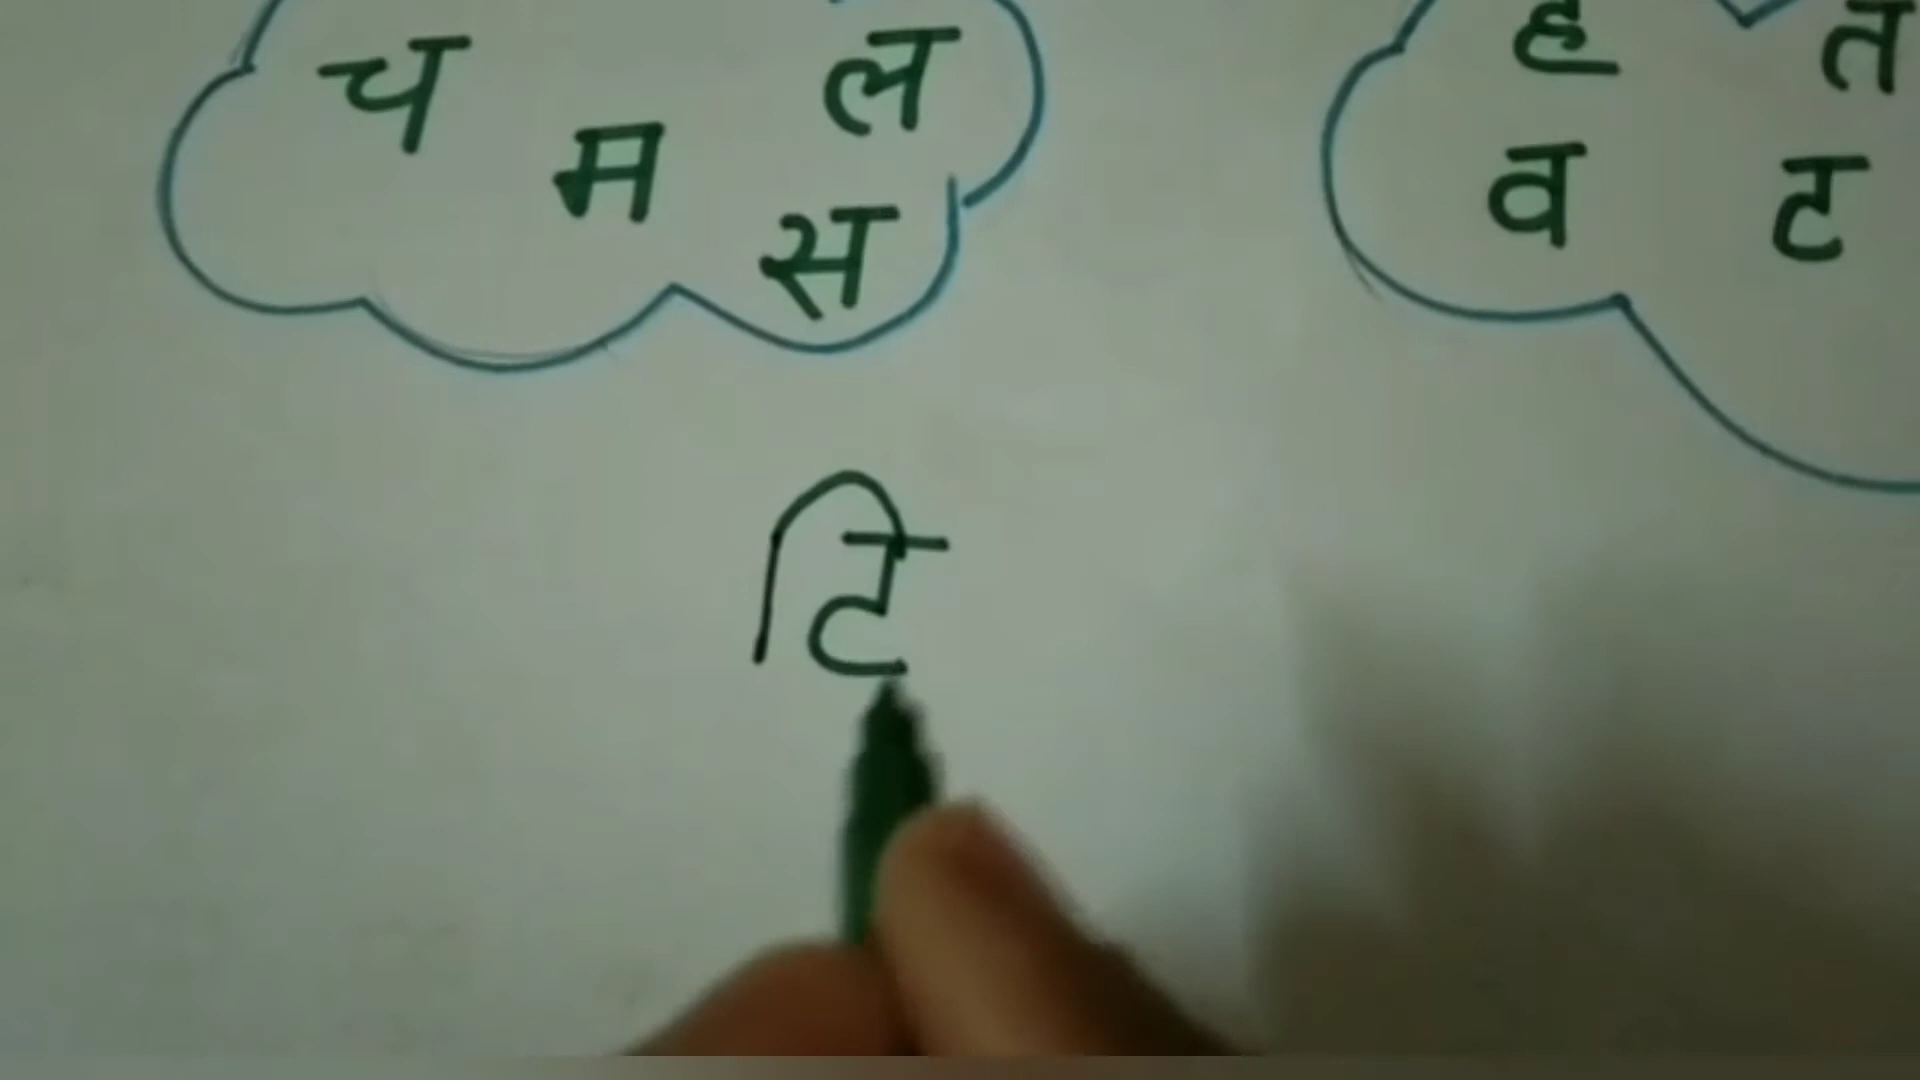 च म ल
स
ह त
व ट
टि